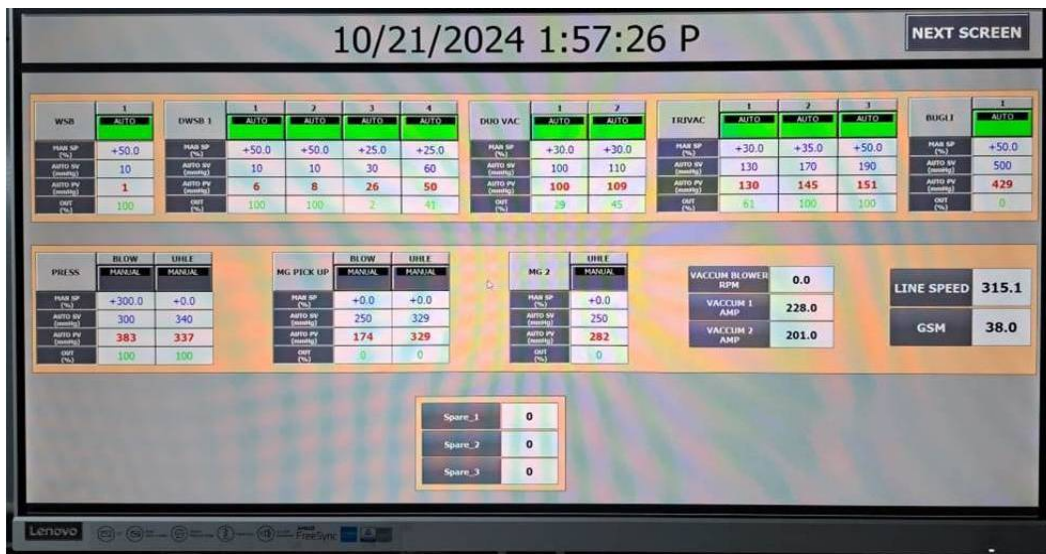 10/21/2024 1:57:26 P
NEXT SCREEN
WSB 1 DWSB 1 1 2 3 4 DUO VAC 1 2 TRIVAC 1 2 3 BUGLI 1
AUTO AUTO AUTO AUTO AUTO AUTO AUTO AUTO AUTO AUTO AUTO
MAN SP (%) +50.0 MAN SP (%) +50.0 +50.0 +25.0 +25.0 MAN SP (%) +30.0 +30.0 MAN SP (%) +30.0 +35.0 +50.0 MAN SP (%) +50.0
AUTO SV (mmHg) 10 AUTO SV (mmHg) 10 10 30 60 AUTO SV (mmHg) 100 110 AUTO SV (mmHg) 130 170 190 AUTO SV (mmHg) 500
AUTO PV (mmHg) 1 AUTO PV (mmHg) 6 8 26 50 AUTO PV (mmHg) 100 109 AUTO PV (mmHg) 130 145 151 AUTO PV (mmHg) 429
OUT (%) 100 OUT (%) 100 100 2 41 OUT (%) 29 45 OUT (%) 61 100 100 OUT (%) 0
PRESS BLOW UHLE MG PICK UP BLOW UHLE MG 2 UHLE
MANUAL MANUAL MANUAL MANUAL MANUAL
MAN SP (%) +300.0 +0.0 MAN SP (%) +0.0 +0.0 MAN SP (%) +0.0
AUTO SV (mmHg) 300 340 AUTO SV (mmHg) 250 329 AUTO SV (mmHg) 250
AUTO PV (mmHg) 383 337 AUTO PV (mmHg) 174 329 AUTO PV (mmHg) 282
OUT (%) 100 100 OUT (%) 0 0 OUT (%) 0
VACCUM BLOWER RPM 0.0
VACCUM 1 AMP 228.0
VACCUM 2 AMP 201.0
LINE SPEED 315.1
GSM 38.0
Spare_1 0
Spare_2 0
Spare_3 0
Lenovo
FreeSync